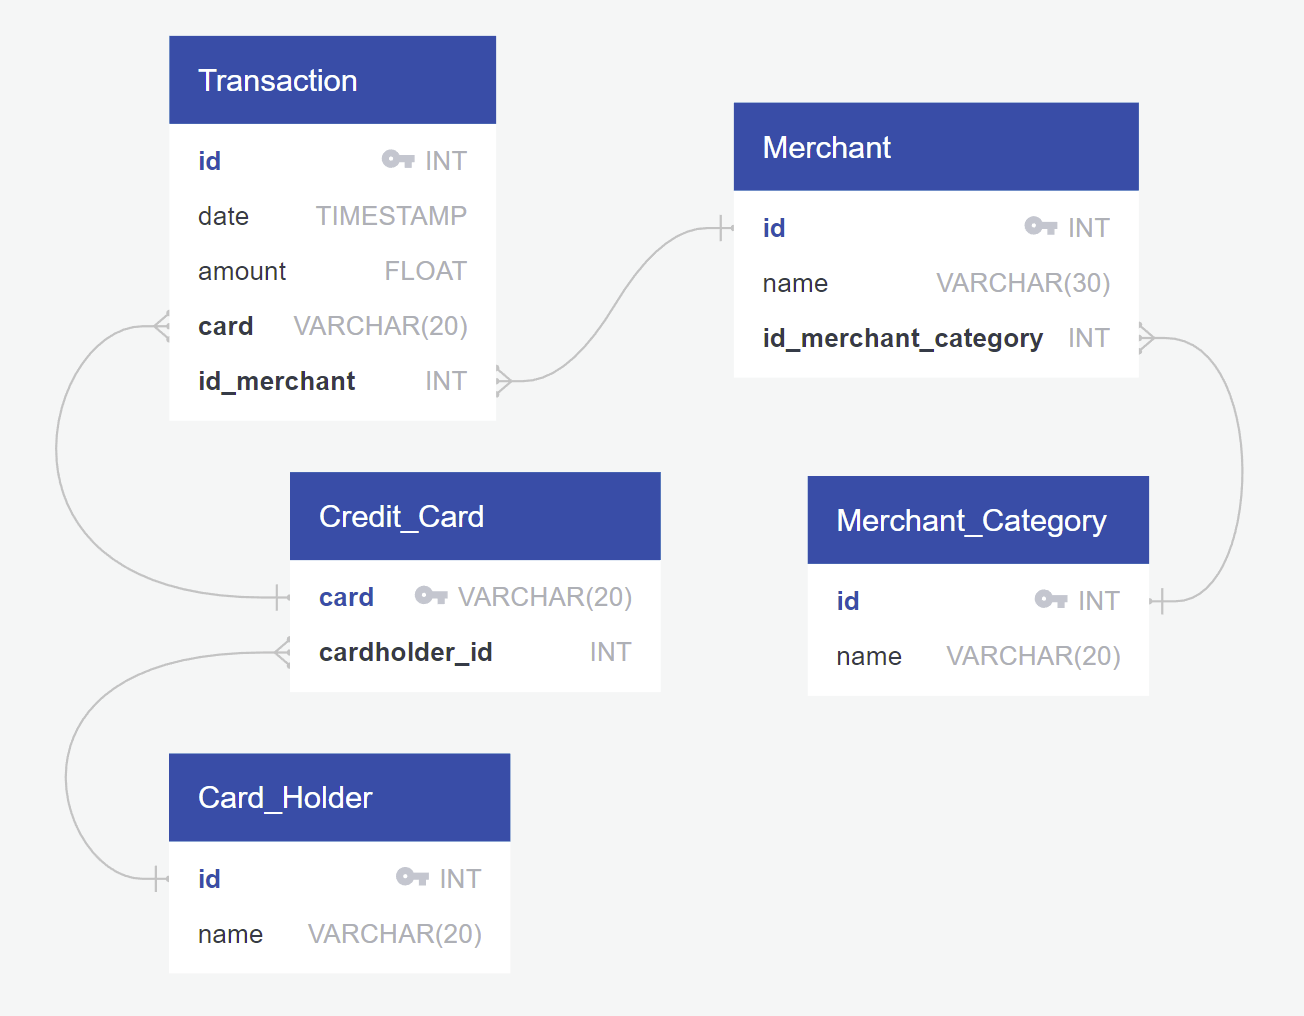 Transaction
id INT
date TIMESTAMP
amount FLOAT
card VARCHAR(20)
id_merchant INT
Merchant
id INT
name VARCHAR(30)
id_merchant_category INT
Credit_Card
card VARCHAR(20)
cardholder_id INT
Merchant_Category
id INT
name VARCHAR(20)
Card_Holder
id INT
name VARCHAR(20)